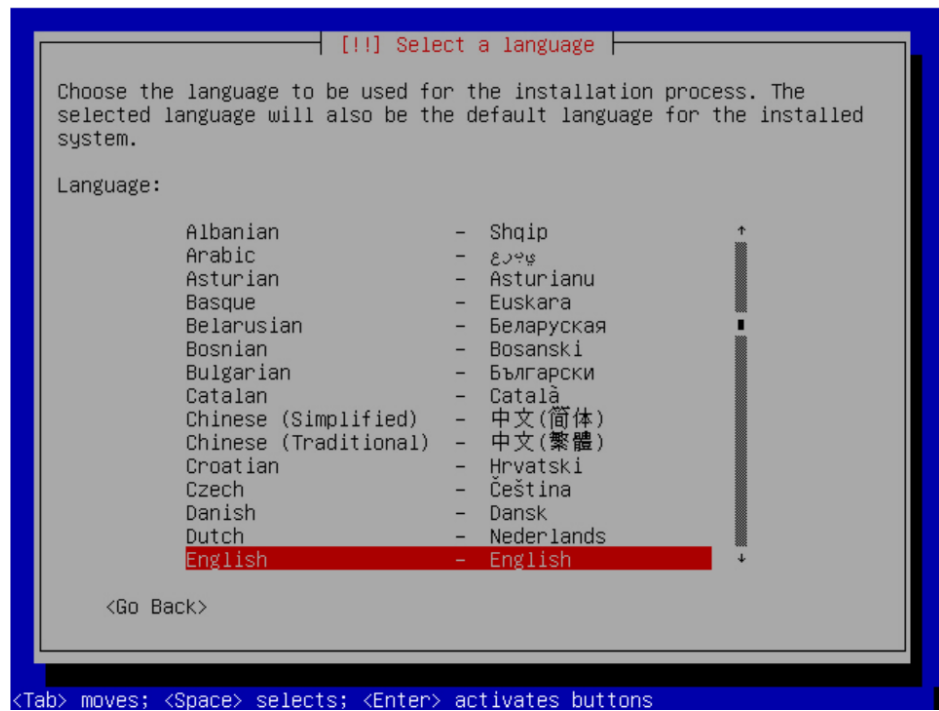 [!!] Select a language
Choose the language to be used for the installation process. The
selected language will also be the default language for the installed
system.
Language:
Albanian - Shqip
Arabic - عربي
Asturian - Asturianu
Basque - Euskara
Belarusian - Беларуская
Bosnian - Bosanski
Bulgarian - Български
Catalan - Català
Chinese (Simplified) - 中文(简体)
Chinese (Traditional) - 中文(繁體)
Croatian - Hrvatski
Czech - Čeština
Danish - Dansk
Dutch - Nederlands
English - English
<Go Back>
<Tab> moves; <Space> selects; <Enter> activates buttons